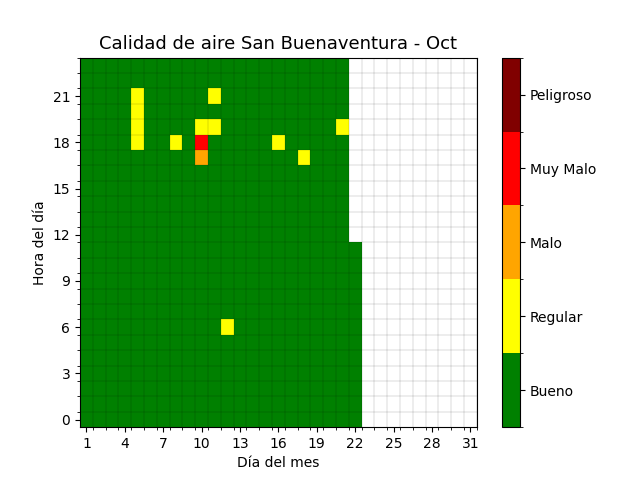 Calidad de aire San Buenaventura - Oct
Hora del día
21
18
15
12
9
6
3
0
1 4 7 10 13 16 19 22 25 28 31
Día del mes
Peligroso
Muy Malo
Malo
Regular
Bueno